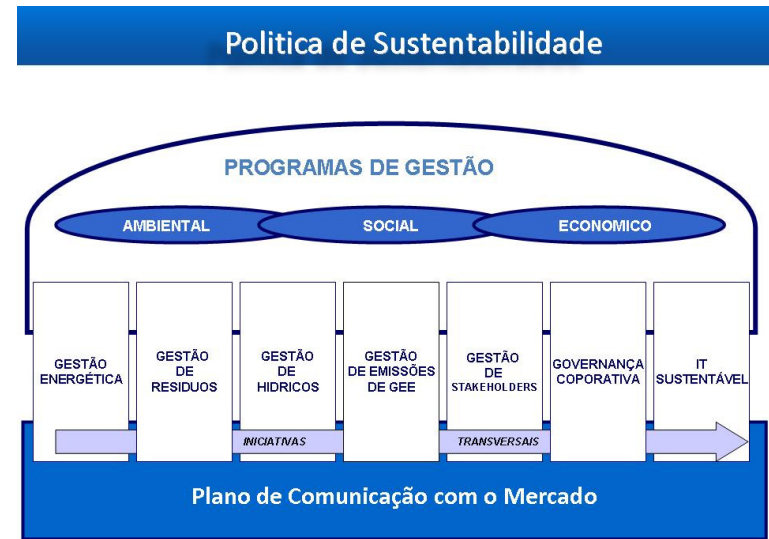 Politica de Sustentabilidade
PROGRAMAS DE GESTÃO
AMBIENTAL
SOCIAL
ECONOMICO
GESTÃO
ENERGÉTICA
GESTÃO
DE
RESIDUOS
GESTÃO
DE
HIDRICOS
GESTÃO
DE EMISSÕES
DE GEE
GESTÃO
DE
STAKEHOLDERS
GOVERNANÇA
COPORATIVA
IT
SUSTENTÁVEL
INICIATIVAS
TRANSVERSAIS
Plano de Comunicação com o Mercado